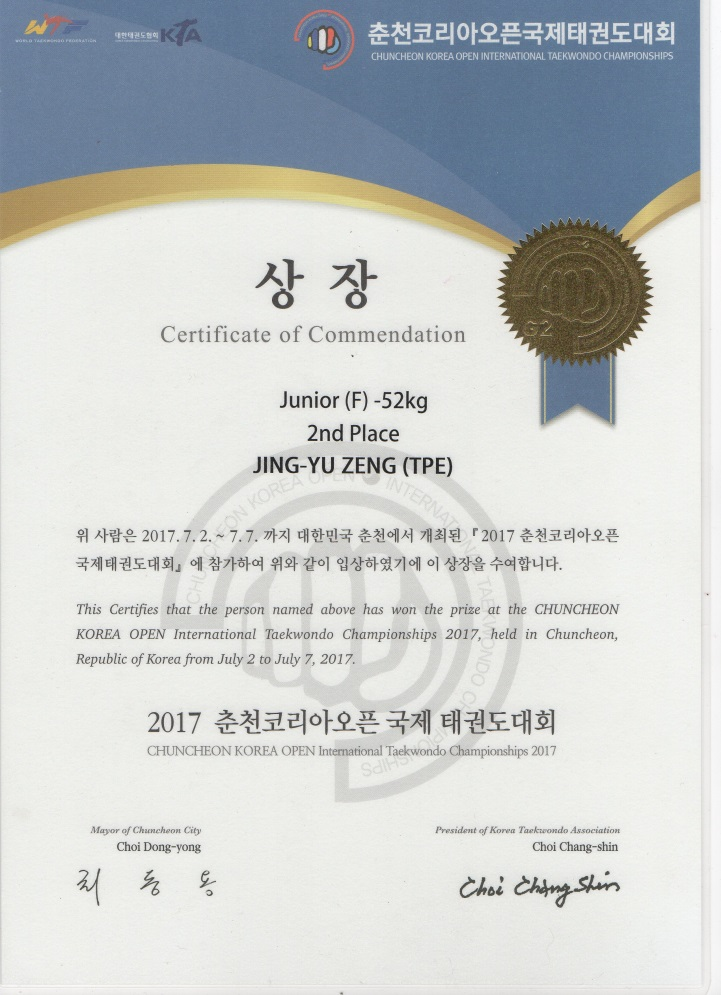 WTF
WORLD TAEKWONDO FEDERATION
대한태권도협회 KTA
춘천코리아오픈국제태권도대회
CHUNCHEON KOREA OPEN INTERNATIONAL TAEKWONDO CHAMPIONSHIPS
G2
상 장
Certificate of Commendation
Junior (F) -52kg
2nd Place
JING-YU ZENG (TPE)
CHUNCHEON KOREA OPEN INTERNATIONAL TAEKWONDO CHAMPIONSHIPS
위 사람은 2017. 7. 2. ~ 7. 7. 까지 대한민국 춘천에서 개최된 『2017 춘천코리아오픈
국제태권도대회』에 참가하여 위와 같이 입상하였기에 이 상장을 수여합니다.
This Certifies that the person named above has won the prize at the CHUNCHEON
KOREA OPEN International Taekwondo Championships 2017, held in Chuncheon,
Republic of Korea from July 2 to July 7, 2017.
2017 춘천코리아오픈 국제 태권도대회
CHUNCHEON KOREA OPEN International Taekwondo Championships 2017
Mayor of Chuncheon City
Choi Dong-yong
최 동 용
President of Korea Taekwondo Association
Choi Chang-shin
Choi Chang Shin